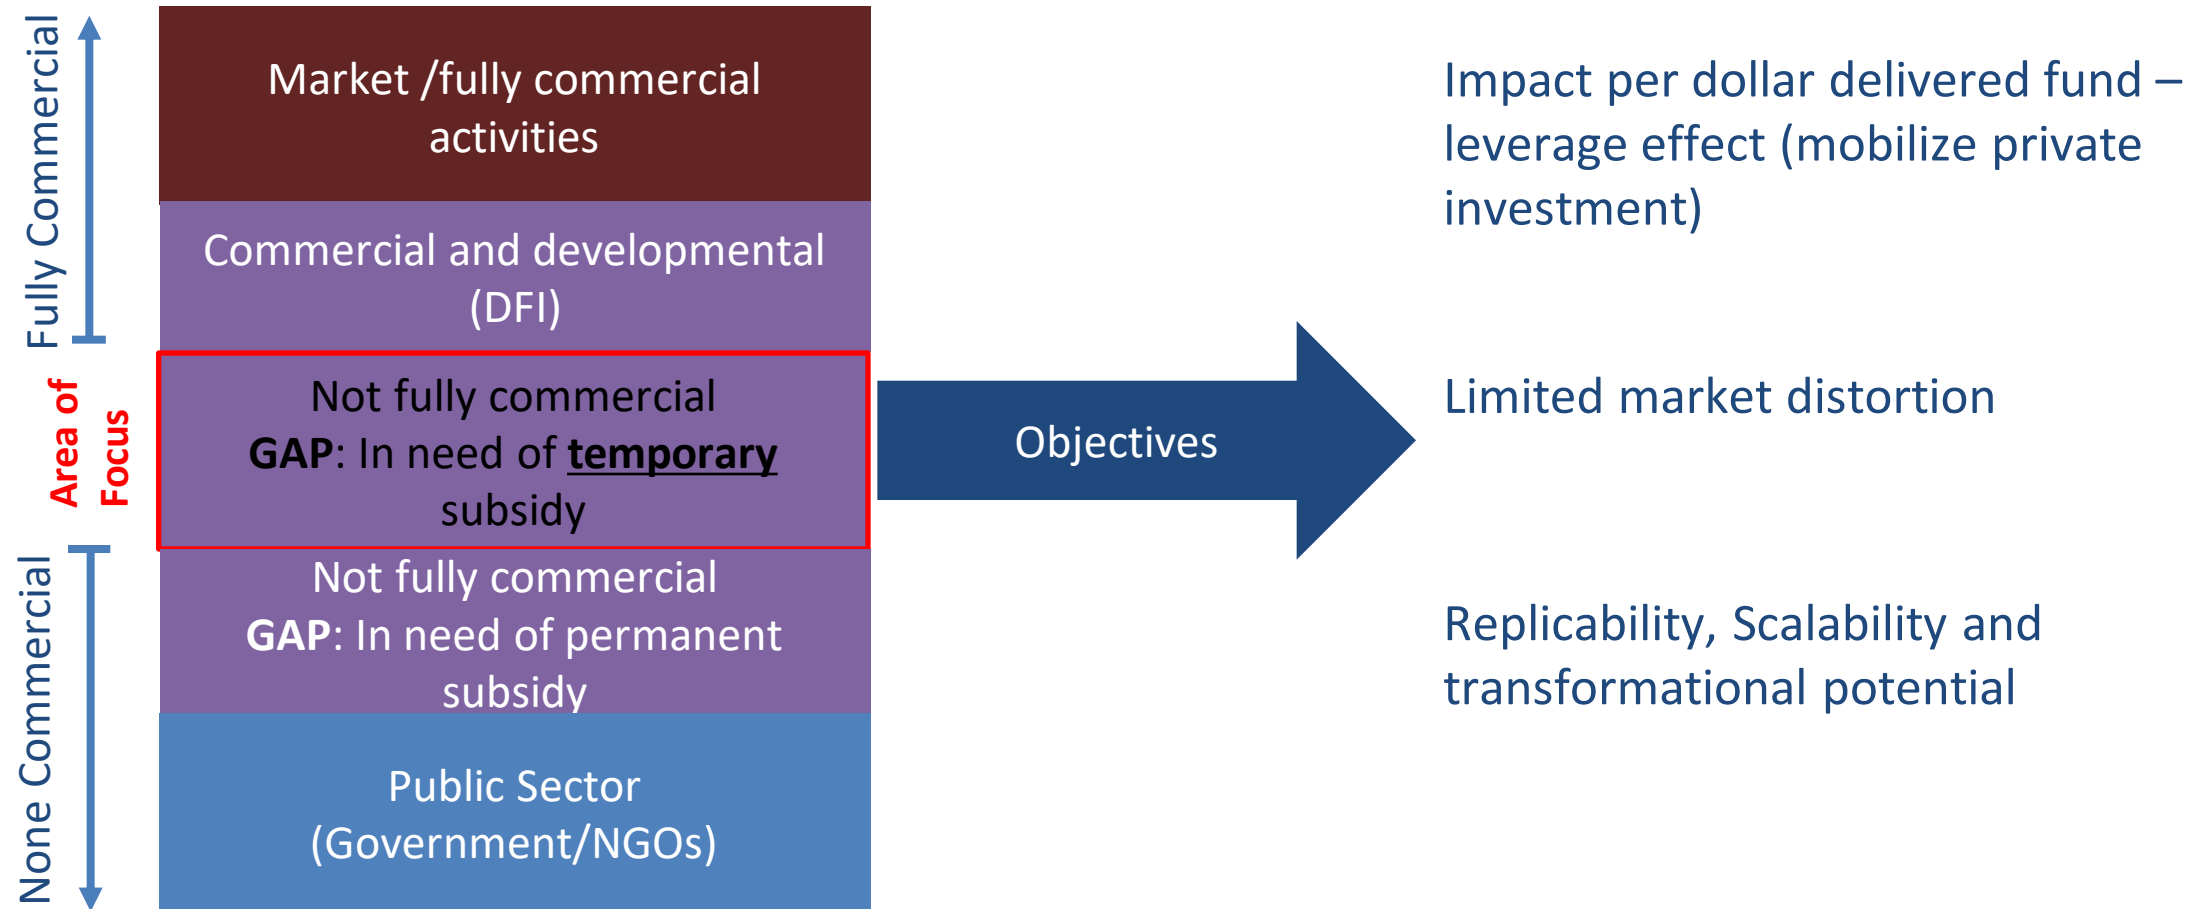 Fully Commercial
Area of
Focus
None Commercial
Market /fully commercial
activities
Commercial and developmental
(DFI)
Not fully commercial
GAP: In need of temporary
subsidy
Not fully commercial
GAP: In need of permanent
subsidy
Public Sector
(Government/NGOs)
Objectives
Impact per dollar delivered fund –
leverage effect (mobilize private
investment)
Limited market distortion
Replicability, Scalability and
transformational potential